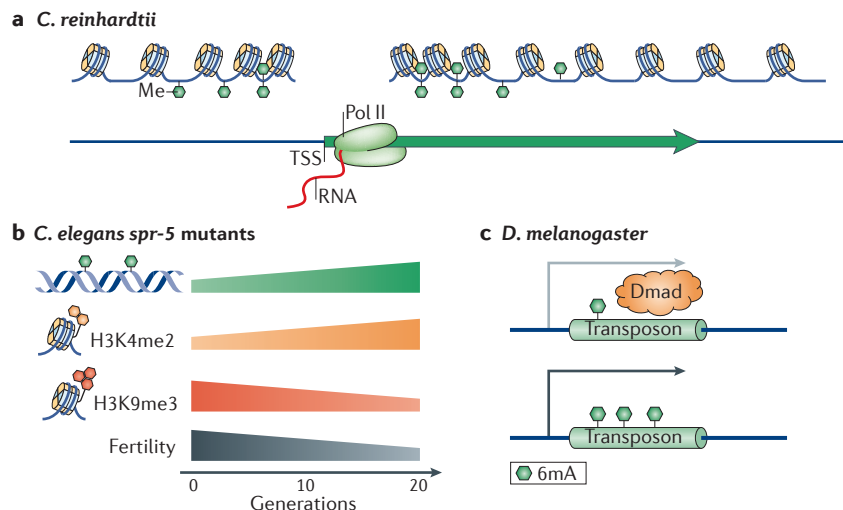 a C. reinhardtii
Me
Pol II
TSS
RNA
b C. elegans spr-5 mutants
H3K4me2
H3K9me3
Fertility
0 10 20
Generations
c D. melanogaster
Dmad
Transposon
Transposon
6mA